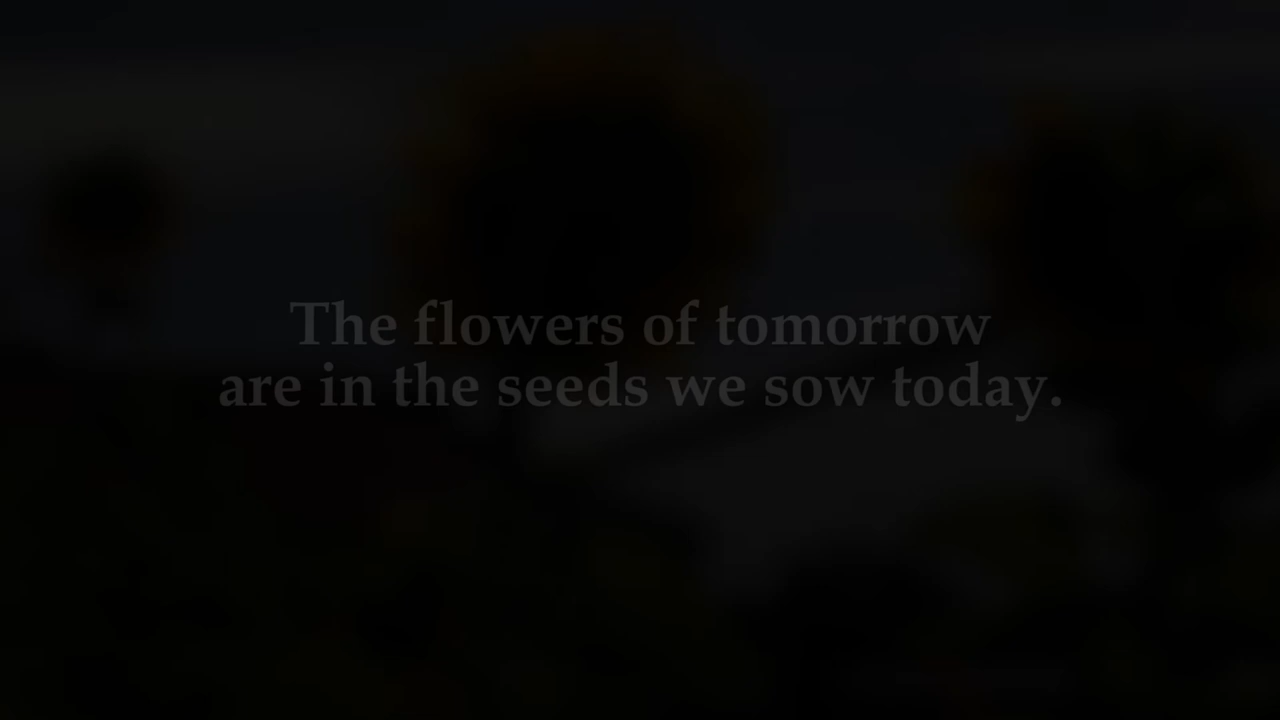 The flowers of tomorrow
are in the seeds we sow today.